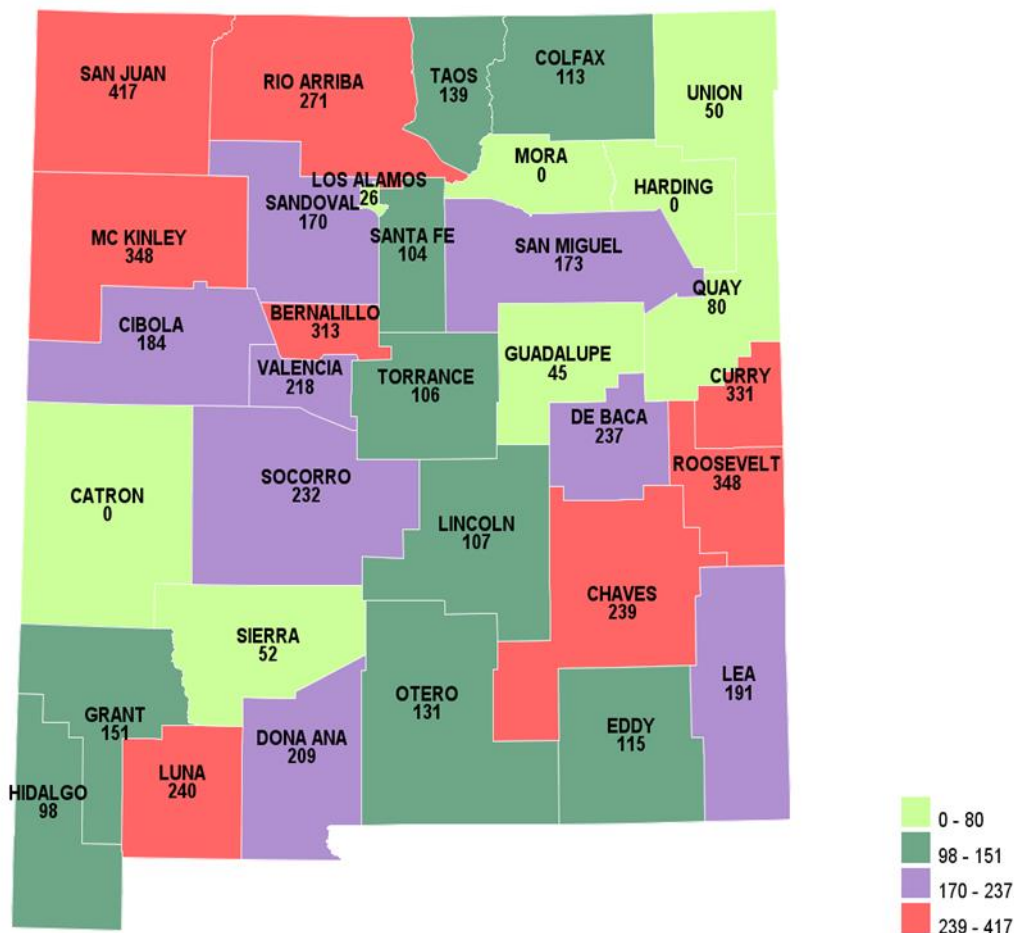 SAN JUAN
417
RIO ARRIBA
271
TAOS
139
COLFAX
113
UNION
50
MORA
0
HARDING
0
LOS ALAMOS
26
SANDOVAL
170
SANTA FE
104
SAN MIGUEL
173
MC KINLEY
348
QUAY
80
CIBOLA
184
BERNALILLO
313
VALENCIA
218
TORRANCE
106
GUADALUPE
45
CURRY
331
DE BACA
237
ROOSEVELT
348
CATRON
0
SOCORRO
232
LINCOLN
107
CHAVES
239
SIERRA
52
LEA
191
OTERO
131
GRANT
151
DONA ANA
209
EDDY
115
LUNA
240
HIDALGO
98
0 - 80
98 - 151
170 - 237
239 - 417